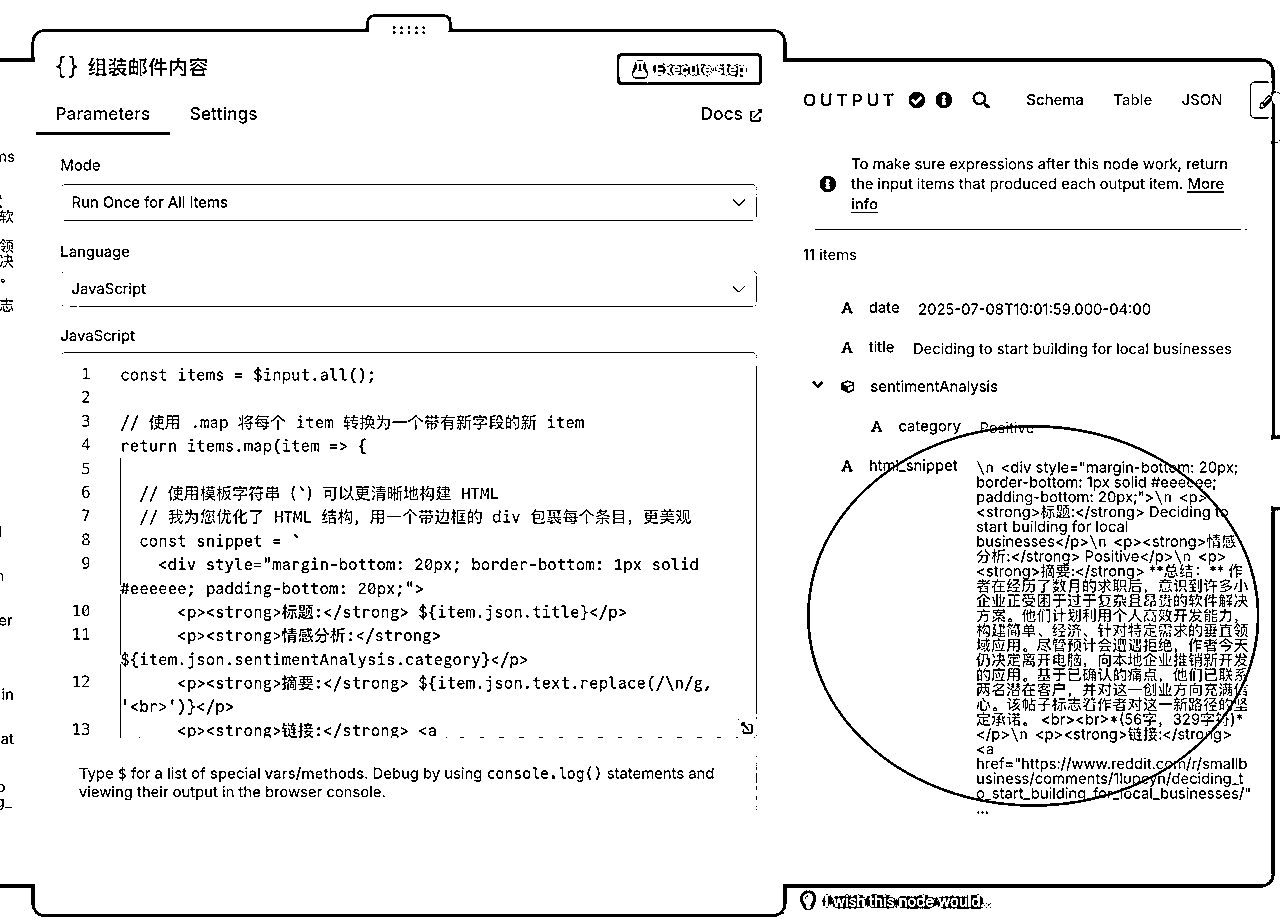 {} 组装邮件内容
Execute step
Parameters
Settings
Docs
Mode
Run Once for All Items
Language
JavaScript
JavaScript
1 const items = $input.all();
2
3 // 使用 .map 将每个 item 转换为一个带有新字段的新 item
4 return items.map(item => {
5
6 // 使用模板字符串 (`) 可以更清晰地构建 HTML
7 // 我为您优化了 HTML 结构，用一个带边框的 div 包裹每个条目，更美观
8 const snippet = `
9 <div style="margin-bottom: 20px; border-bottom: 1px solid
#eeeeee; padding-bottom: 20px;">
10 <p><strong>标题:</strong> ${item.json.title}</p>
11 <p><strong>情感分析:</strong>
${item.json.sentimentAnalysis.category}</p>
12 <p><strong>摘要:</strong> ${item.json.text.replace(/\n/g,
'<br>')}</p>
13 <p><strong>链接:</strong> <a
Type $ for a list of special vars/methods. Debug by using console.log() statements and
viewing their output in the browser console.
OUTPUT
Schema
Table
JSON
To make sure expressions after this node work, return
the input items that produced each output item. More
info
11 items
A date 2025-07-08T10:01:59.000-04:00
A title Deciding to start building for local businesses
sentimentAnalysis
A category Positive
A html_snippet \n <div style="margin-bottom: 20px;
border-bottom: 1px solid #eeeeee;
padding-bottom: 20px;">\n <p>
<strong>标题:</strong> Deciding to
start building for local
businesses</p>\n <p><strong>情感
分析:</strong> Positive</p>\n <p>
<strong>摘要:</strong> **总结：** 作
者在经历了数月的求职后，意识到许多小
企业正受困于过于复杂且昂贵的软件解决
方案。他们计划利用个人高效开发能力，
构建简单、经济、针对特定需求的垂直领
域应用。尽管预计会遭遇拒绝，作者今天
仍决定离开电脑，向本地企业推销新开发
的应用。基于已确认的痛点，他们已联系
两名潜在客户，并对这一创业方向充满信
心。该帖子标志着作者对这一新路径的坚
定承诺。 <br><br>*(56字，329字符)*
</p>\n <p><strong>链接:</strong>
<a
href="https://www.reddit.com/r/smallb
usiness/comments/1lupcyn/deciding_t
o_start_building_for_local_businesses/"
...
I wish this node would...